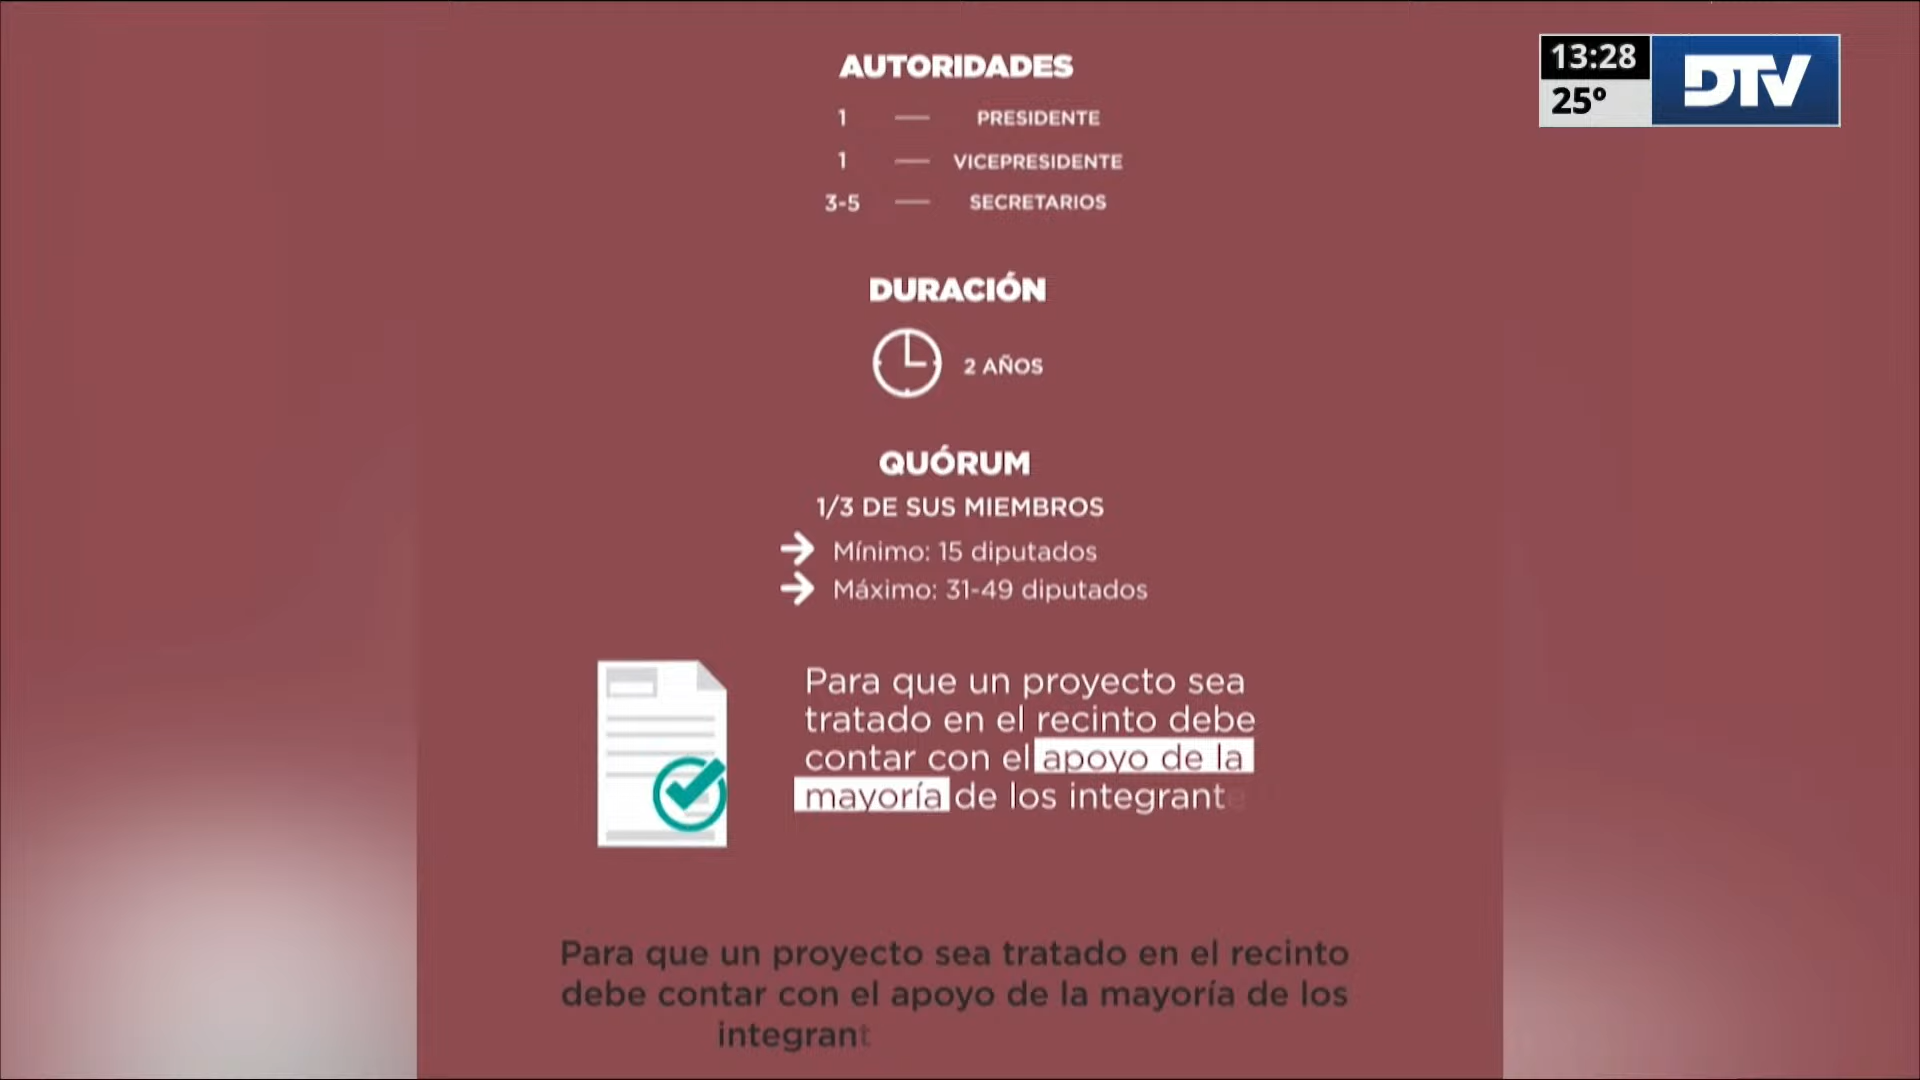 13:28
25º
DTV
AUTORIDADES
1 — PRESIDENTE
1 — VICEPRESIDENTE
3-5 — SECRETARIOS
DURACIÓN
2 AÑOS
QUÓRUM
1/3 DE SUS MIEMBROS
Mínimo: 15 diputados
Máximo: 31-49 diputados
Para que un proyecto sea
tratado en el recinto debe
contar con el apoyo de la
mayoría de los integrante
Para que un proyecto sea tratado en el recinto
debe contar con el apoyo de la mayoría de los
integrant